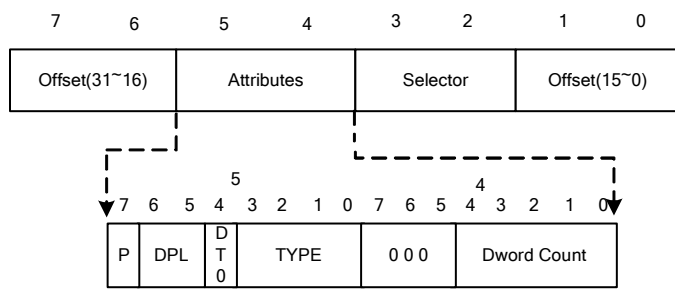 7 6 5 4 3 2 1 0
Offset(31~16) Attributes Selector Offset(15~0)
5 4
7 6 5 4 3 2 1 0 7 6 5 4 3 2 1 0
P DPL DT0 TYPE 0 0 0 Dword Count